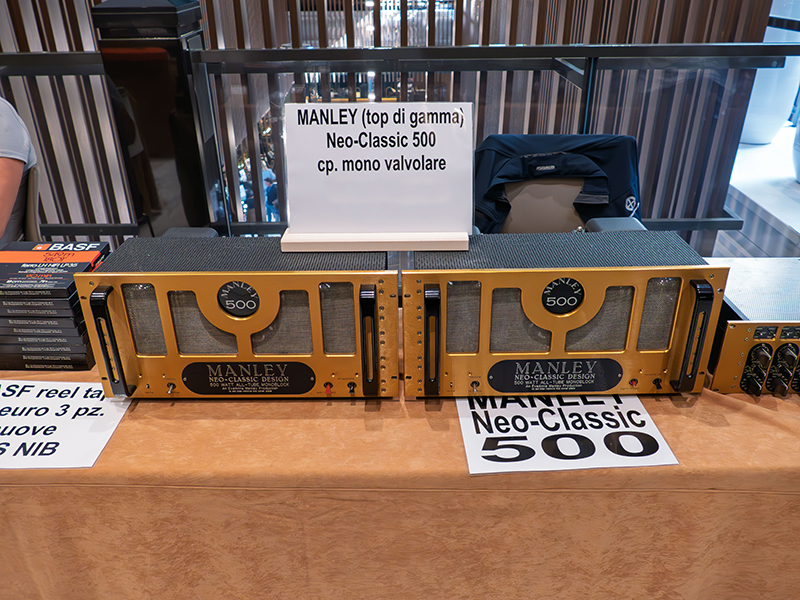 MANLEY (top di gamma)
Neo-Classic 500
cp. mono valvolare
BASF
MANLEY
500
MANLEY
NEO-CLASSIC DESIGN
500 WATT ALL-TUBE MONOBLOCK
MANLEY
500
MANLEY
NEO-CLASSIC DESIGN
500 WATT ALL-TUBE MONOBLOCK
SF reel ta
euro 3 pz.
uove
S NIB
MANLEY
Neo-Classic
500